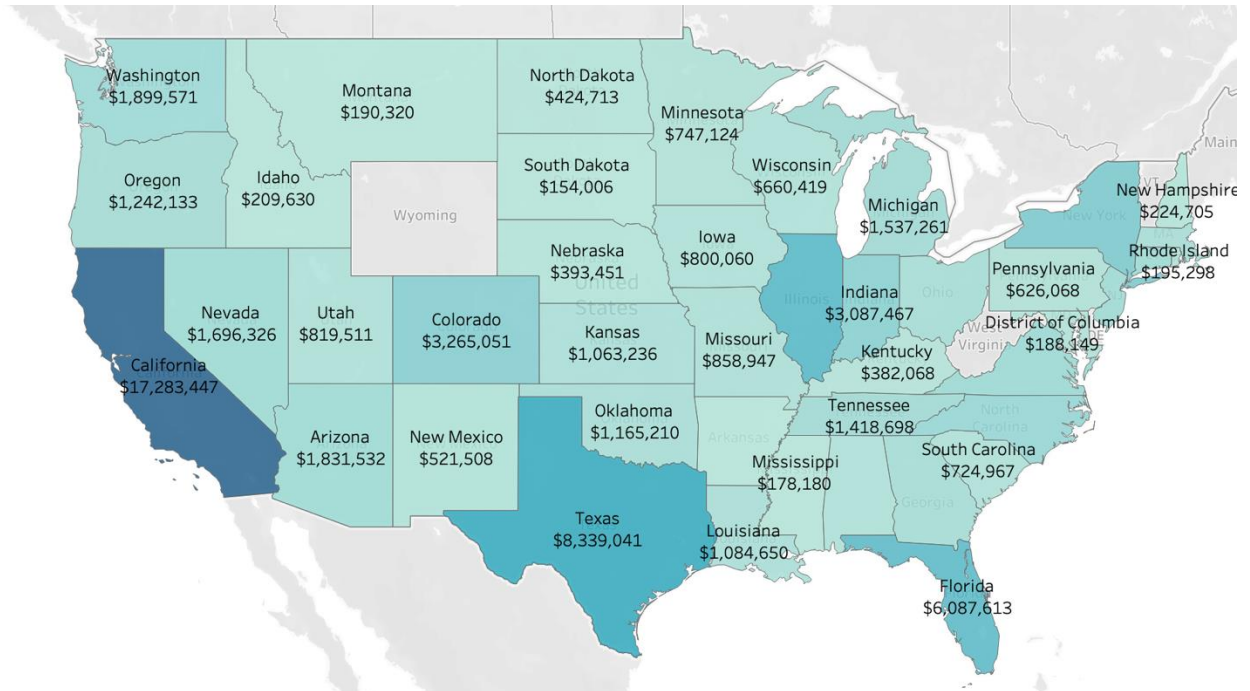 Washington
$1,899,571
Montana
$190,320
North Dakota
$424,713
Minnesota
$747,124
Oregon
$1,242,133
Idaho
$209,630
Wyoming
South Dakota
$154,006
Wisconsin
$660,419
Michigan
$1,537,261
Main
VT
New Hampshire
$224,705
New York
MA
Rhode Island
$195,298
Nebraska
$393,451
Iowa
$800,060
United
States
Illinois
Indiana
$3,087,467
Ohio
Pennsylvania
$626,068
Nevada
$1,696,326
Utah
$819,511
Colorado
$3,265,051
Kansas
$1,063,236
Missouri
$858,947
West
Virginia
District of Columbia
$188,149
DE
Kentucky
$382,068
California
$17,283,447
Arizona
$1,831,532
New Mexico
$521,508
Oklahoma
$1,165,210
Arkansas
Tennessee
$1,418,698
North
Carolina
Mississippi
$178,180
South Carolina
$724,967
Georgia
Texas
$8,339,041
Louisiana
$1,084,650
Florida
$6,087,613